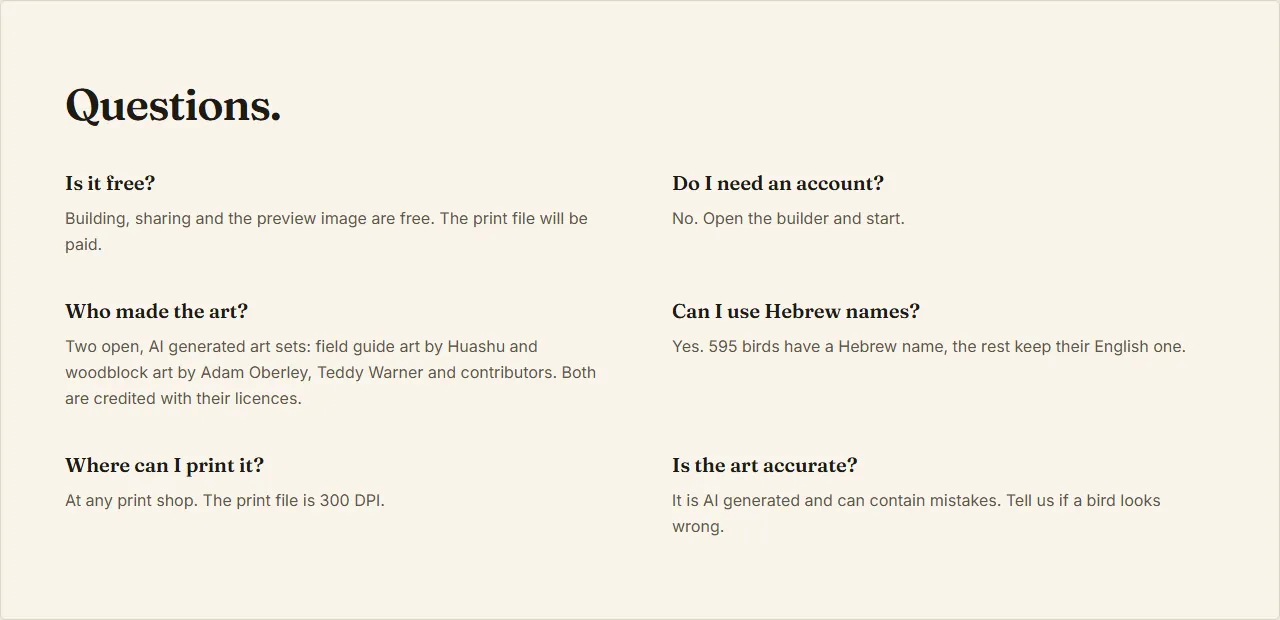 Questions.
Is it free?
Building, sharing and the preview image are free. The print file will be
paid.
Do I need an account?
No. Open the builder and start.
Who made the art?
Two open, AI generated art sets: field guide art by Huashu and
woodblock art by Adam Oberley, Teddy Warner and contributors. Both
are credited with their licences.
Can I use Hebrew names?
Yes. 595 birds have a Hebrew name, the rest keep their English one.
Where can I print it?
At any print shop. The print file is 300 DPI.
Is the art accurate?
It is AI generated and can contain mistakes. Tell us if a bird looks
wrong.